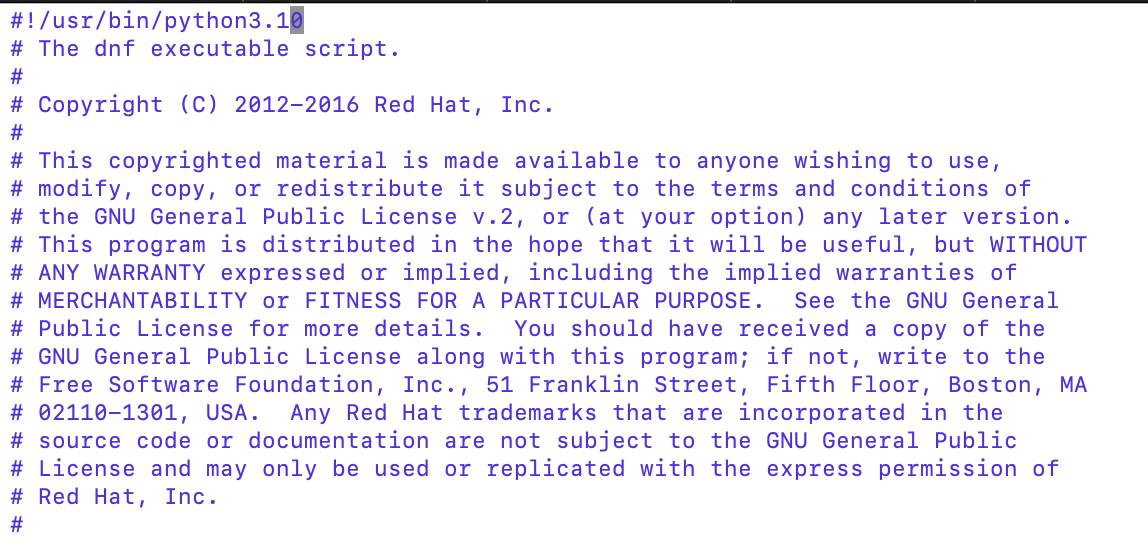 #!/usr/bin/python3.10
# The dnf executable script.
#
# Copyright (C) 2012-2016 Red Hat, Inc.
#
# This copyrighted material is made available to anyone wishing to use,
# modify, copy, or redistribute it subject to the terms and conditions of
# the GNU General Public License v.2, or (at your option) any later version.
# This program is distributed in the hope that it will be useful, but WITHOUT
# ANY WARRANTY expressed or implied, including the implied warranties of
# MERCHANTABILITY or FITNESS FOR A PARTICULAR PURPOSE.  See the GNU General
# Public License for more details.  You should have received a copy of the
# GNU General Public License along with this program; if not, write to the
# Free Software Foundation, Inc., 51 Franklin Street, Fifth Floor, Boston, MA
# 02110-1301, USA.  Any Red Hat trademarks that are incorporated in the
# source code or documentation are not subject to the GNU General Public
# License and may only be used or replicated with the express permission of
# Red Hat, Inc.
#